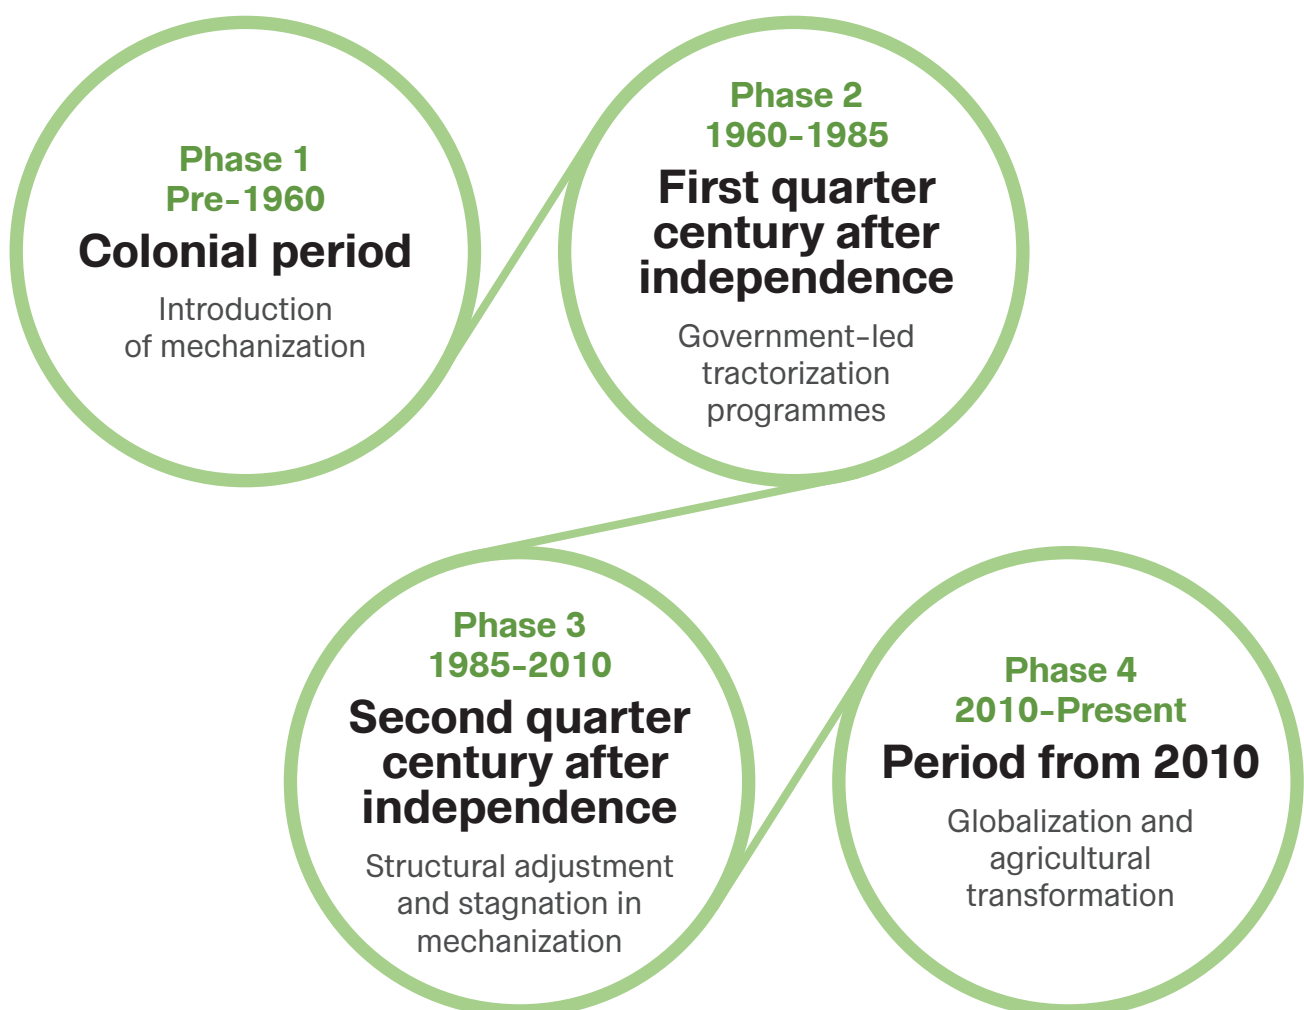 Phase 1
Pre-1960
Colonial period
Introduction
of mechanization
Phase 2
1960-1985
First quarter
century after
independence
Government-led
tractorization
programmes
Phase 3
1985-2010
Second quarter
century after
independence
Structural adjustment
and stagnation in
mechanization
Phase 4
2010-Present
Period from 2010
Globalization and
agricultural
transformation